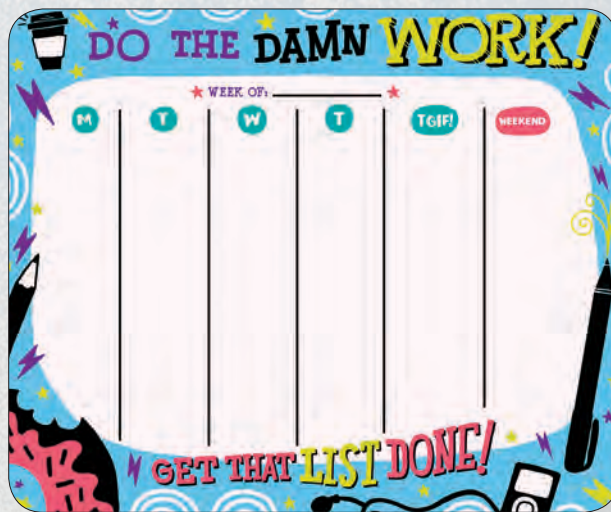 DO THE DAMN WORK!
WEEK OF:
M T W T TGIF! WEEKEND
GET THAT LIST DONE!